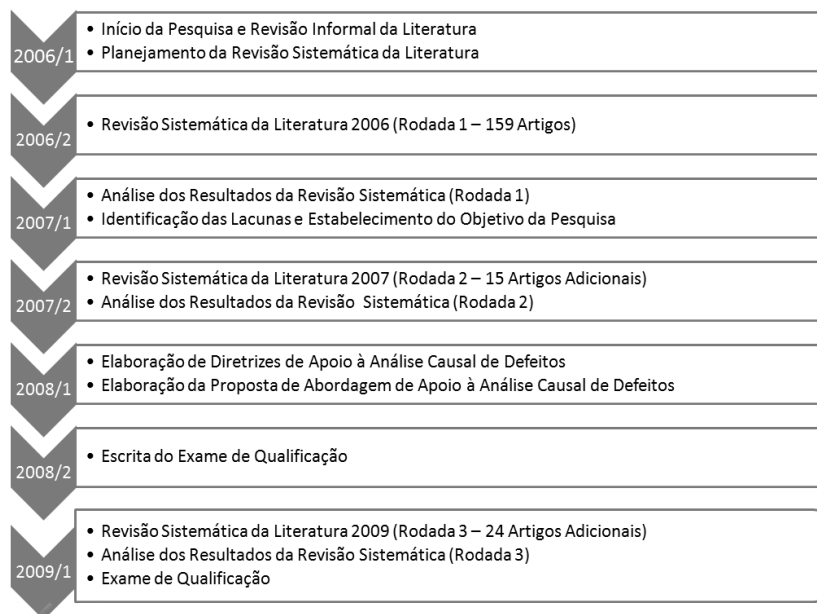 2006/1
• Início da Pesquisa e Revisão Informal da Literatura
• Planejamento da Revisão Sistemática da Literatura
2006/2
• Revisão Sistemática da Literatura 2006 (Rodada 1 – 159 Artigos)
2007/1
• Análise dos Resultados da Revisão Sistemática (Rodada 1)
• Identificação das Lacunas e Estabelecimento do Objetivo da Pesquisa
2007/2
• Revisão Sistemática da Literatura 2007 (Rodada 2 – 15 Artigos Adicionais)
• Análise dos Resultados da Revisão Sistemática (Rodada 2)
2008/1
• Elaboração de Diretrizes de Apoio à Análise Causal de Defeitos
• Elaboração da Proposta de Abordagem de Apoio à Análise Causal de Defeitos
2008/2
• Escrita do Exame de Qualificação
2009/1
• Revisão Sistemática da Literatura 2009 (Rodada 3 – 24 Artigos Adicionais)
• Análise dos Resultados da Revisão Sistemática (Rodada 3)
• Exame de Qualificação